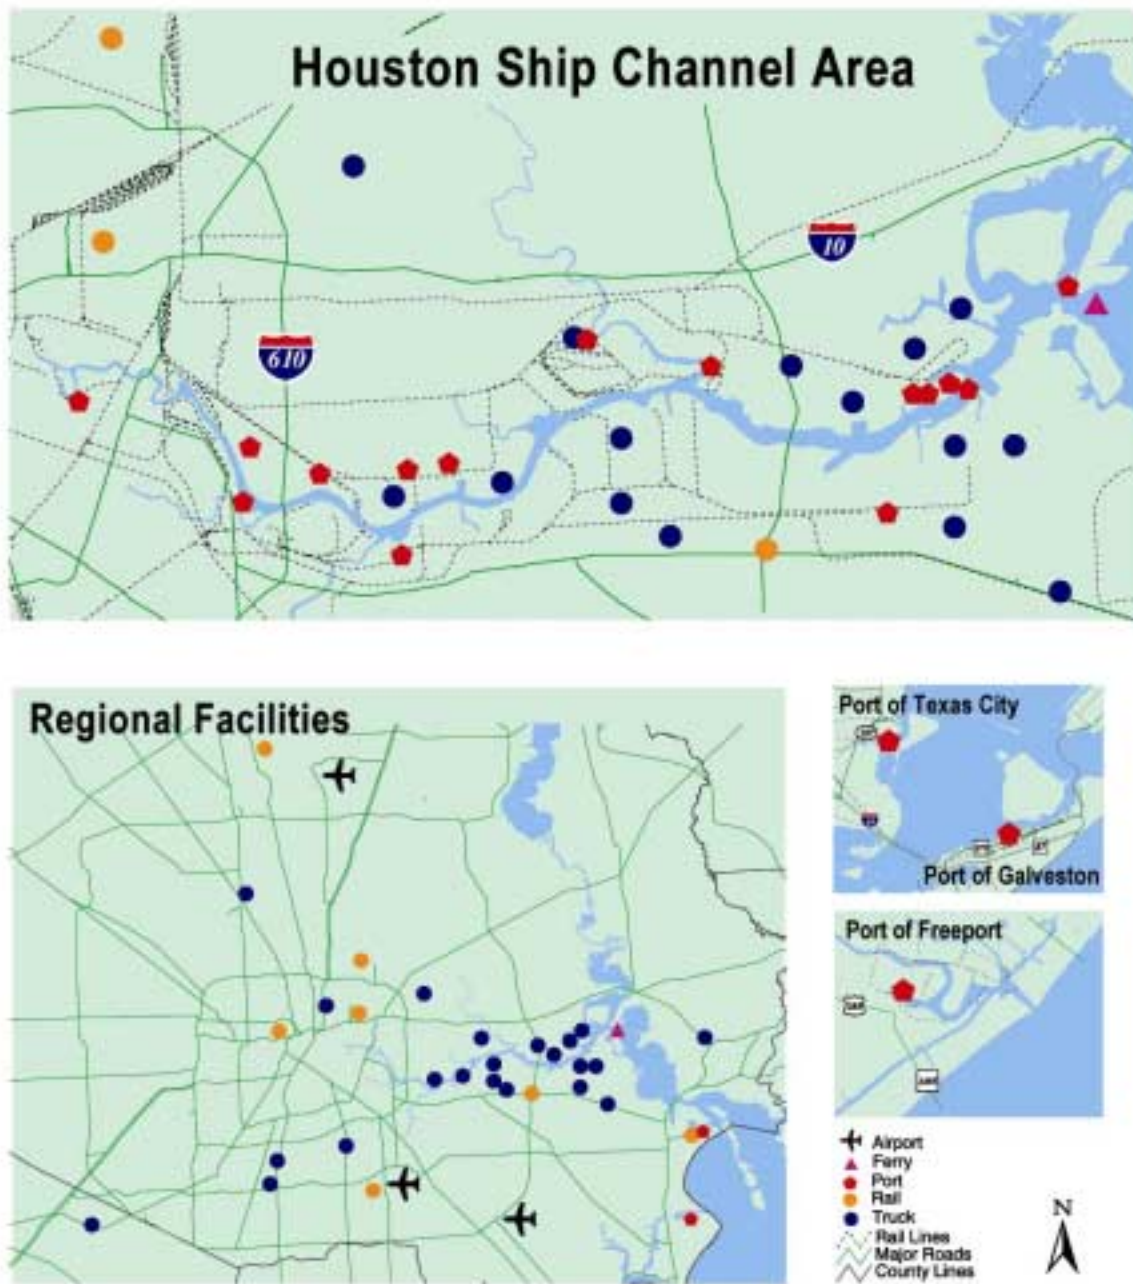 Houston Ship Channel Area
10
610
Regional Facilities
Port of Texas City
Port of Galveston
Port of Freeport
Airport
Ferry
Port
Rail
Truck
Rail Lines
Major Roads
County Lines
N